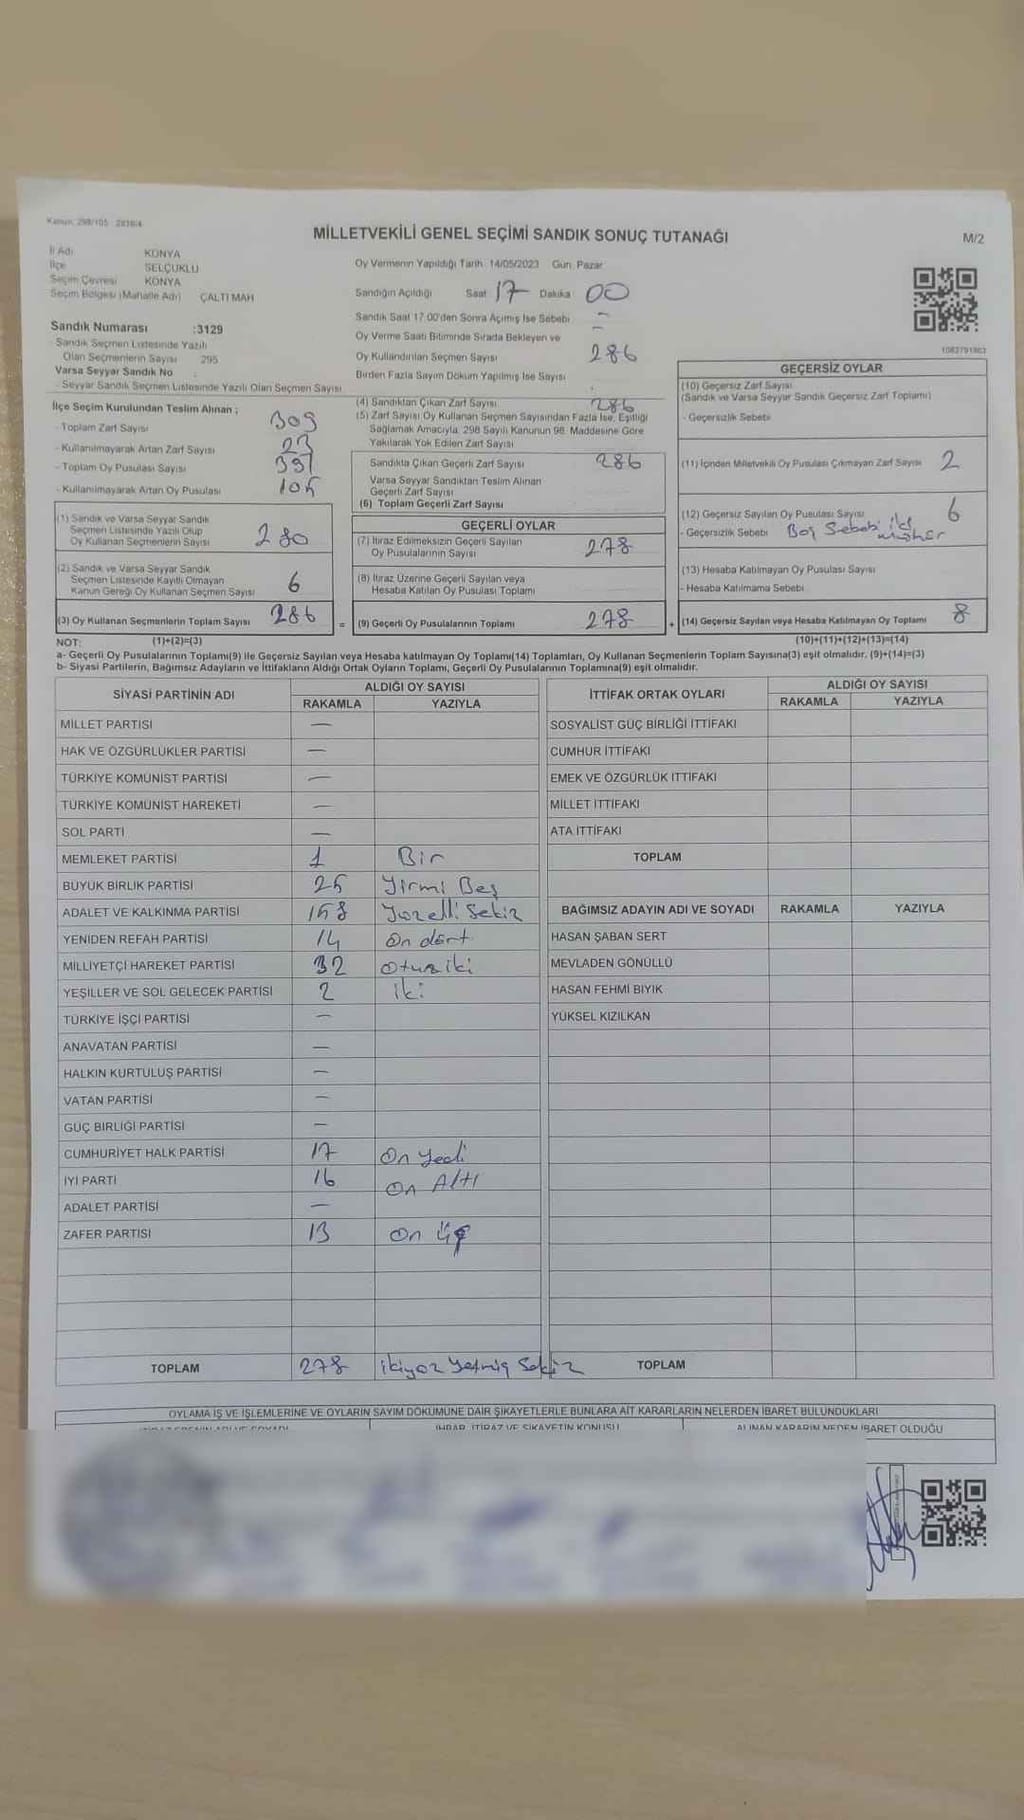 Kanun: 298/105 2010/4
MİLLETVEKİLİ GENEL SEÇİMİ SANDIK SONUÇ TUTANAĞI
M/2
İl Adı KONYA
İlçe SELÇUKLU
Seçim Çevresi KONYA
Seçim Bölgesi (Mahalle Adı) ÇALTI MAH
Sandık Numarası :3129
Sandık Seçmen Listesinde Yazılı
Olan Seçmenlerin Sayısı 295
Varsa Seyyar Sandık No
- Seyyar Sandık Seçmen Listesinde Yazılı Olan Seçmen Sayısı
Oy Vermenin Yapıldığı Tarih: 14/05/2023 Gün: Pazar
Sandığın Açıldığı Saat 17 Dakika 00
Sandık Saat 17:00'den Sonra Açımış İse Sebebi –
Oy Verme Saati Bitiminde Sırada Bekleyen ve –
Oy Kullandırılan Seçmen Sayısı 286
Birden Fazla Sayım Döküm Yapılmış İse Sayısı
1082791803
İlçe Seçim Kurulundan Teslim Alınan ;
- Toplam Zarf Sayısı 309
- Kullanılmayarak Artan Zarf Sayısı 23
- Toplam Oy Pusulası Sayısı 391
- Kullanılmayarak Artan Oy Pusulası 105
(4) Sandıktan Çıkan Zarf Sayısı 286
(5) Zarf Sayısı Oy Kullanan Seçmen Sayısından Fazla İse, Eşitliği
Sağlamak Amacıyla, 298 Sayılı Kanunun 98. Maddesine Göre
Yakılarak Yok Edilen Zarf Sayısı
Sandıkta Çıkan Geçerli Zarf Sayısı 286
Varsa Seyyar Sandıktan Teslim Alınan
Geçerli Zarf Sayısı
(6) Toplam Geçerli Zarf Sayısı
GEÇERSİZ OYLAR
(10) Geçersiz Zarf Sayısı
(Sandık ve Varsa Seyyar Sandık Geçersiz Zarf Toplamı)
- Geçersizlik Sebebi
(11) İçinden Milletvekili Oy Pusulası Çıkmayan Zarf Sayısı 2
(12) Geçersiz Sayılan Oy Pusulası Sayısı 6
- Geçersizlik Sebebi Boş Sebebi iki mühür
(13) Hesaba Katılmayan Oy Pusulası Sayısı
- Hesaba Katılmama Sebebi
(1) Sandık ve Varsa Seyyar Sandık
Seçmen Listesinde Yazılı Olup
Oy Kullanan Seçmenlerin Sayısı 280
(2) Sandık ve Varsa Seyyar Sandık
Seçmen Listesinde Kayıtlı Olmayan
Kanun Gereği Oy Kullanan Seçmen Sayısı 6
(3) Oy Kullanan Seçmenlerin Toplam Sayısı 286 =
GEÇERLİ OYLAR
(7) İtiraz Edilmeksizin Geçerli Sayılan
Oy Pusulalarının Sayısı 278
(8) İtiraz Üzerine Geçerli Sayılan veya
Hesaba Katılan Oy Pusulası Toplamı
(9) Geçerli Oy Pusulalarının Toplamı 278 +
(14) Geçersiz Sayılan veya Hesaba Katılmayan Oy Toplamı 8
NOT: (1)+(2)=(3) (10)+(11)+(12)+(13)=(14)
a- Geçerli Oy Pusulalarının Toplamı(9) ile Geçersiz Sayılan veya Hesaba katılmayan Oy Toplamı(14) Toplamları, Oy Kullanan Seçmenlerin Toplam Sayısına(3) eşit olmalıdır. (9)+(14)=(3)
b- Siyasi Partilerin, Bağımsız Adayların ve İttifakların Aldığı Ortak Oyların Toplamı, Geçerli Oy Pusulalarının Toplamına(9) eşit olmalıdır.
SİYASİ PARTİNİN ADI ALDIĞI OY SAYISI
RAKAMLA YAZIYLA
MİLLET PARTİSİ —
HAK VE ÖZGÜRLÜKLER PARTİSİ —
TÜRKİYE KOMÜNİST PARTİSİ —
TÜRKİYE KOMÜNİST HAREKETİ —
SOL PARTİ —
MEMLEKET PARTİSİ 1 Bir
BÜYÜK BİRLİK PARTİSİ 25 Yirmi Beş
ADALET VE KALKINMA PARTİSİ 158 Yüzelli Sekiz
YENİDEN REFAH PARTİSİ 14 On dört
MİLLİYETÇİ HAREKET PARTİSİ 32 Otuz iki
YEŞİLLER VE SOL GELECEK PARTİSİ 2 iki
TÜRKİYE İŞÇİ PARTİSİ —
ANAVATAN PARTİSİ —
HALKIN KURTULUŞ PARTİSİ —
VATAN PARTİSİ —
GÜÇ BİRLİĞİ PARTİSİ —
CUMHURİYET HALK PARTİSİ 17 On yedi
İYİ PARTİ 16 On Altı
ADALET PARTİSİ —
ZAFER PARTİSİ 13 On üç
TOPLAM 278 ikiyüz yetmiş Sekiz
İTTİFAK ORTAK OYLARI ALDIĞI OY SAYISI
RAKAMLA YAZIYLA
SOSYALİST GÜÇ BİRLİĞİ İTTİFAKI
CUMHUR İTTİFAKI
EMEK VE ÖZGÜRLÜK İTTİFAKI
MİLLET İTTİFAKI
ATA İTTİFAKI
TOPLAM
BAĞIMSIZ ADAYIN ADI VE SOYADI RAKAMLA YAZIYLA
HASAN ŞABAN SERT
MEVLADEN GÖNÜLLÜ
HASAN FEHMİ BIYIK
YÜKSEL KIZILKAN
TOPLAM
OYLAMA İŞ VE İŞLEMLERİNE VE OYLARIN SAYIM DÖKÜMÜNE DAİR ŞİKAYETLERLE BUNLARA AİT KARARLARIN NELERDEN İBARET BULUNDUKLARI
İHBAR, İTİRAZ VE ŞİKAYETİN KONUSU
ALINAN KARARIN NEDEN İBARET OLDUĞU